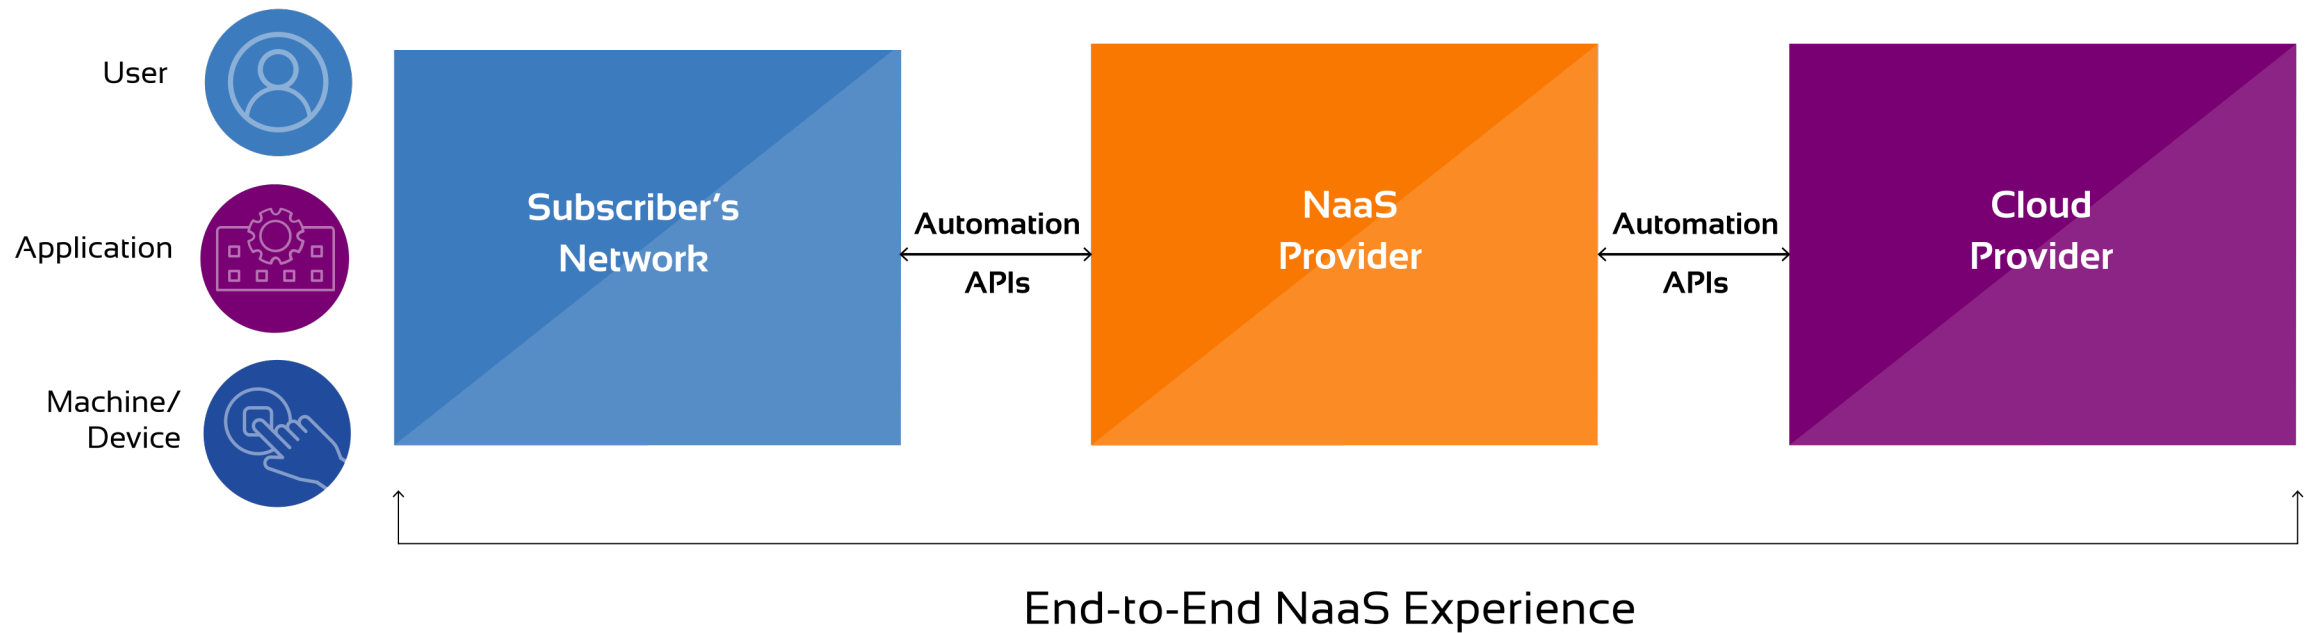 User
Application
Machine/
Device
Subscriber's
Network
Automation
APIs
NaaS
Provider
Automation
APIs
Cloud
Provider
End-to-End NaaS Experience